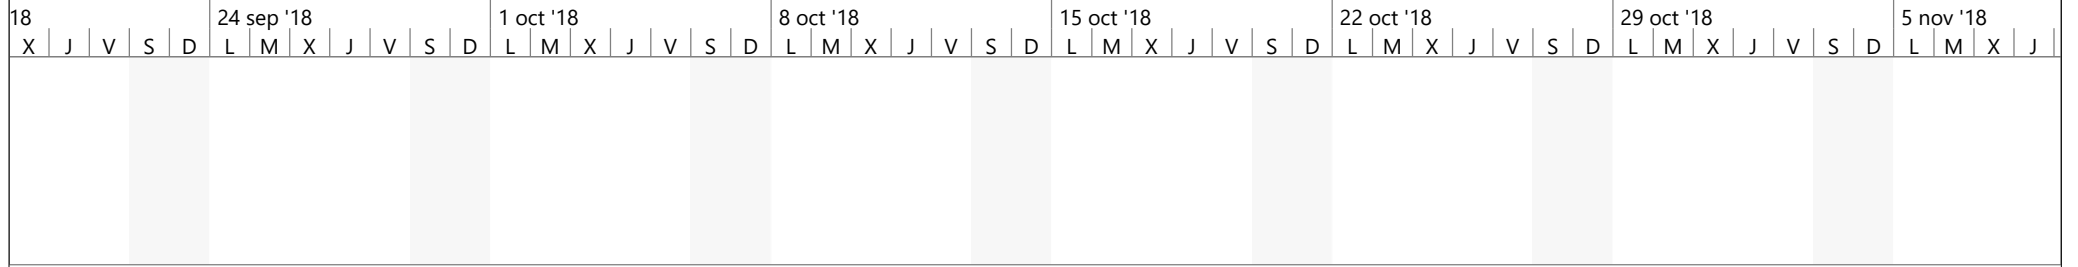 18 24 sep '18 1 oct '18 8 oct '18 15 oct '18 22 oct '18 29 oct '18 5 nov '18
X J V S D L M X J V S D L M X J V S D L M X J V S D L M X J V S D L M X J V S D L M X J V S D L M X J